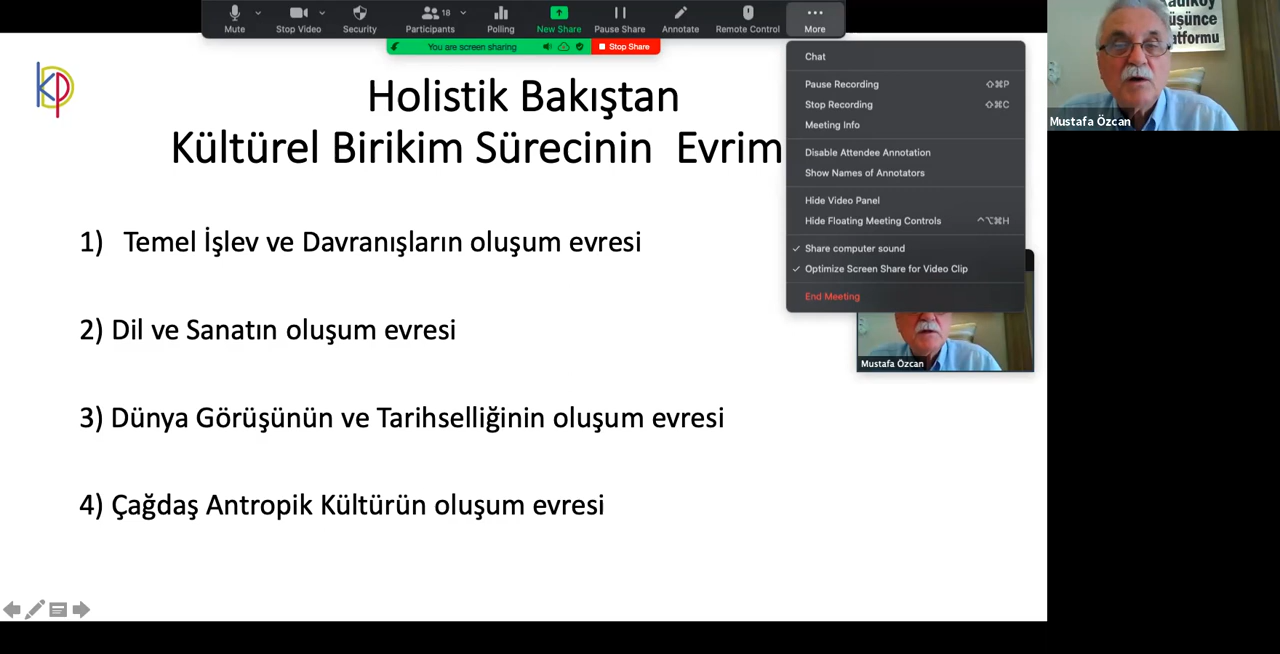 Mute
Stop Video
Security
Participants
18
Polling
New Share
Pause Share
Annotate
Remote Control
More
You are screen sharing
Stop Share
Chat
Pause Recording ⇧⌘P
Stop Recording ⇧⌘C
Meeting Info
Disable Attendee Annotation
Show Names of Annotators
Hide Video Panel
Hide Floating Meeting Controls ^⌥⌘H
✓ Share computer sound
✓ Optimize Screen Share for Video Clip
End Meeting
kp
Holistik Bakıştan
Kültürel Birikim Sürecinin Evrim
1) Temel İşlev ve Davranışların oluşum evresi
2) Dil ve Sanatın oluşum evresi
3) Dünya Görüşünün ve Tarihselliğinin oluşum evresi
4) Çağdaş Antropik Kültürün oluşum evresi
Mustafa Özcan
adıköy
üşünce
atformu
Mustafa Özcan